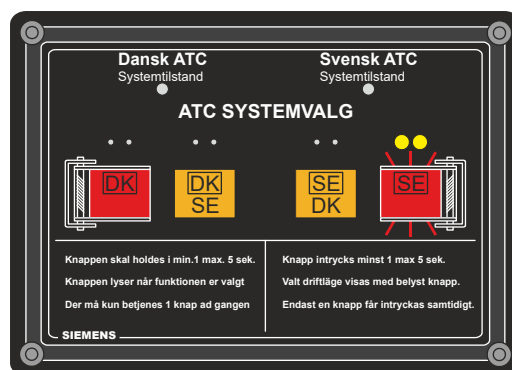 Dansk ATC
Systemtilstand
Svensk ATC
Systemtilstand
ATC SYSTEMVALG
DK
DK
SE
SE
DK
SE
Knappen skal holdes i min.1 max. 5 sek.
Knappen lyser når funktionen er valgt
Der må kun betjenes 1 knap ad gangen
Knapp intrycks minst 1 max 5 sek.
Valt driftläge visas med belyst knapp.
Endast en knapp får intryckas samtidigt.
SIEMENS